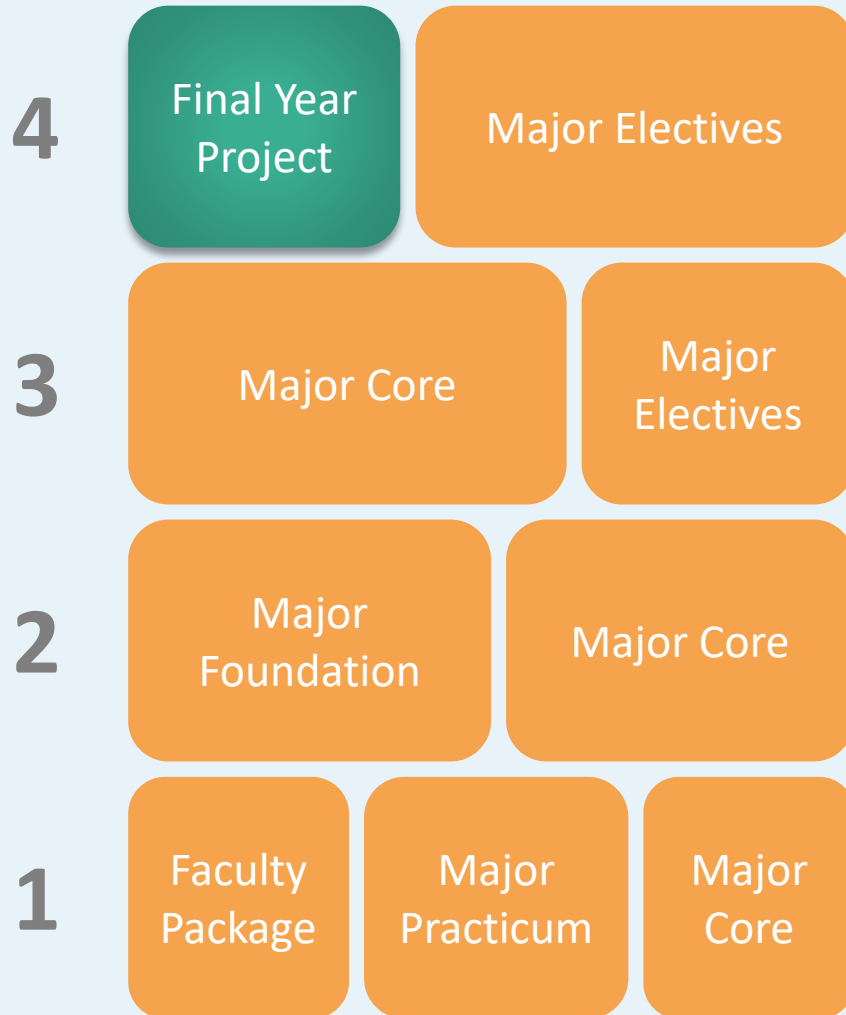 4
Final Year
Project
Major Electives
3
Major Core
Major
Electives
2
Major
Foundation
Major Core
1
Faculty
Package
Major
Practicum
Major
Core